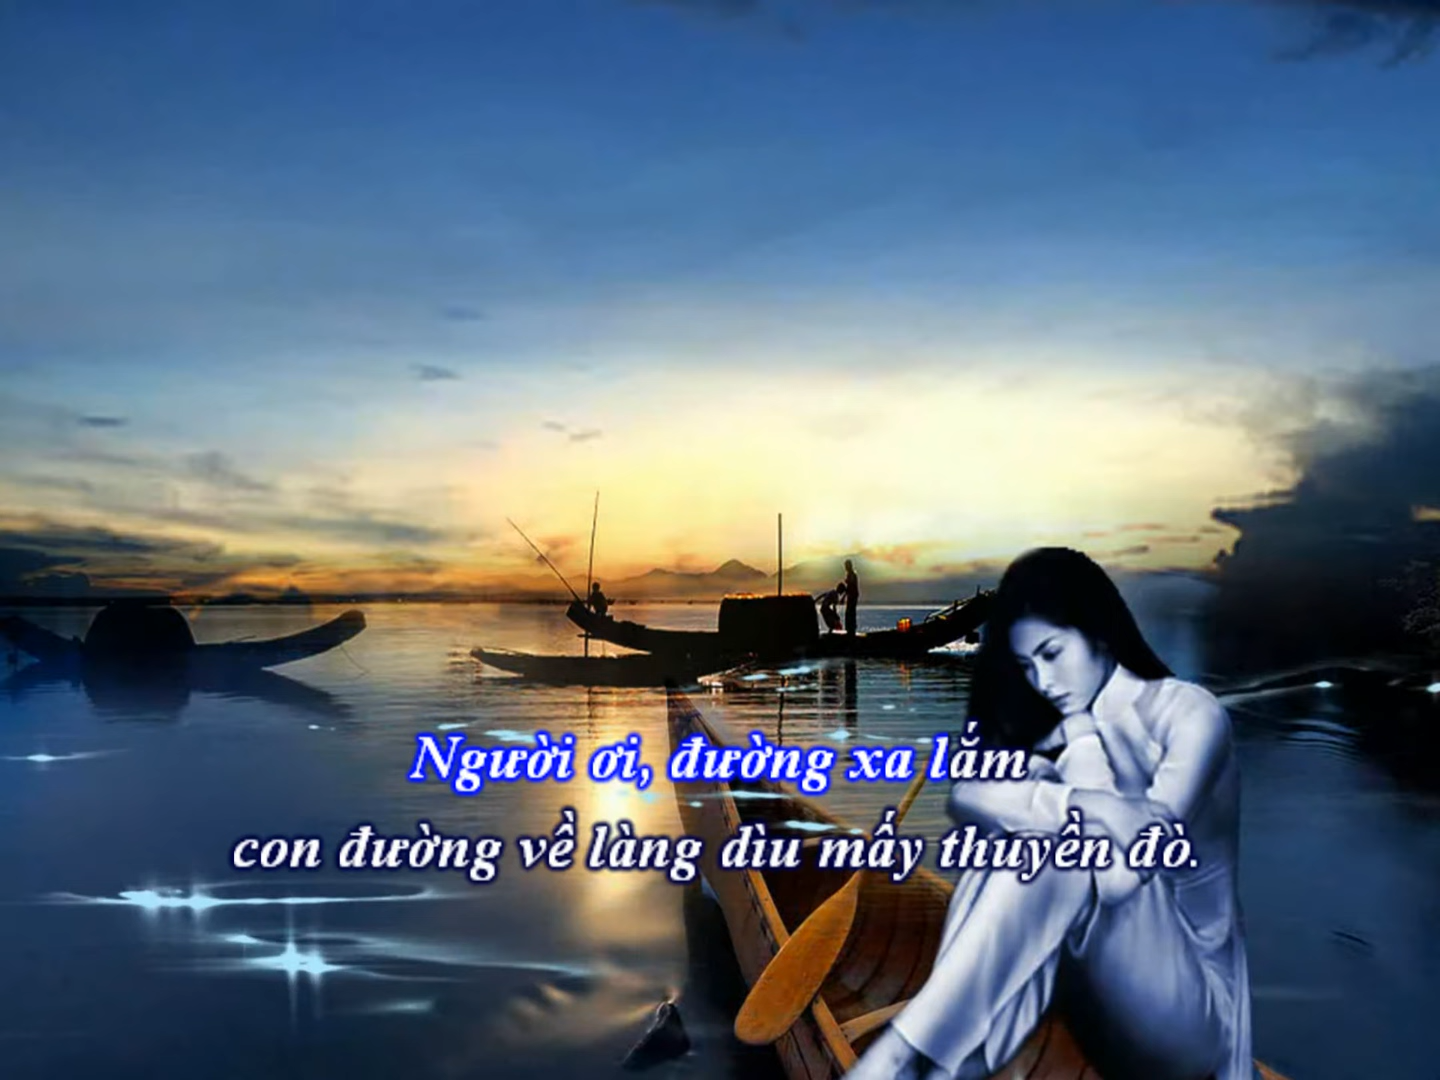 Người ơi, đường xa lắm
con đường về làng dìu mấy thuyền đò.